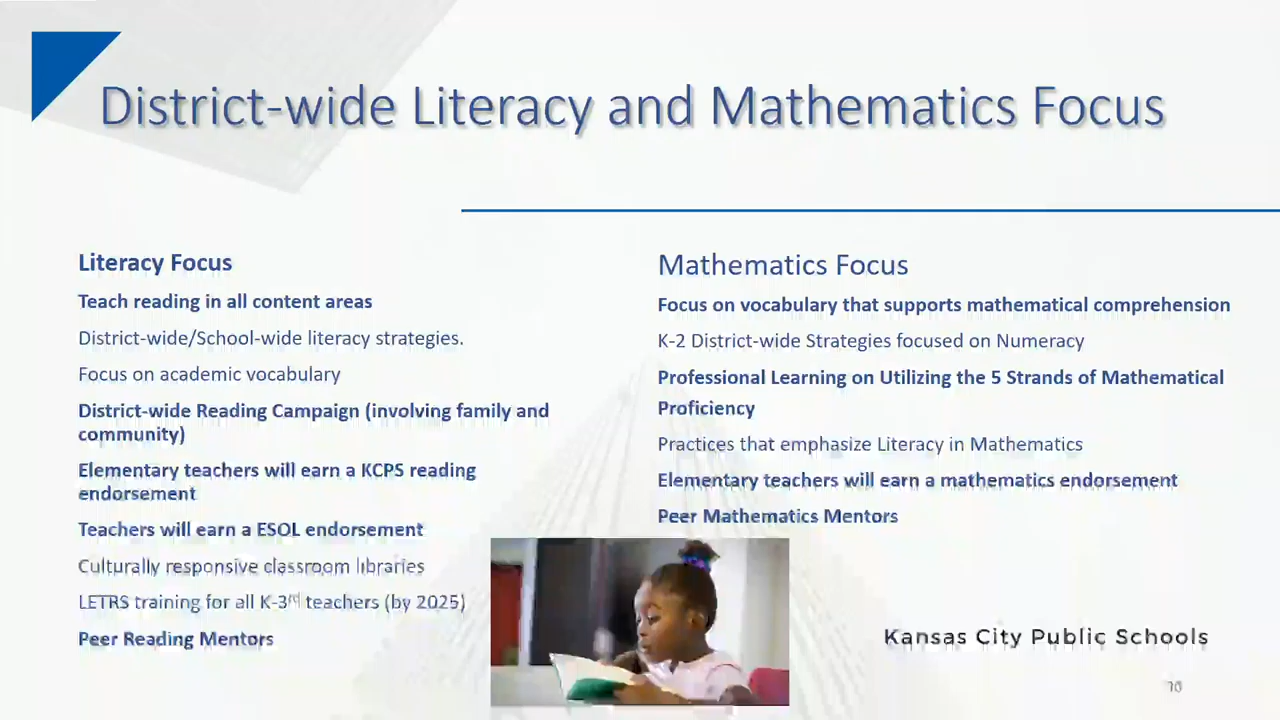 District-wide Literacy and Mathematics Focus
Literacy Focus
Teach reading in all content areas
District-wide/School-wide literacy strategies.
Focus on academic vocabulary
District-wide Reading Campaign (involving family and
community)
Elementary teachers will earn a KCPS reading
endorsement
Teachers will earn a ESOL endorsement
Culturally responsive classroom libraries
LETRS training for all K-3rd teachers (by 2025)
Peer Reading Mentors
Mathematics Focus
Focus on vocabulary that supports mathematical comprehension
K-2 District-wide Strategies focused on Numeracy
Professional Learning on Utilizing the 5 Strands of Mathematical
Proficiency
Practices that emphasize Literacy in Mathematics
Elementary teachers will earn a mathematics endorsement
Peer Mathematics Mentors
Kansas City Public Schools